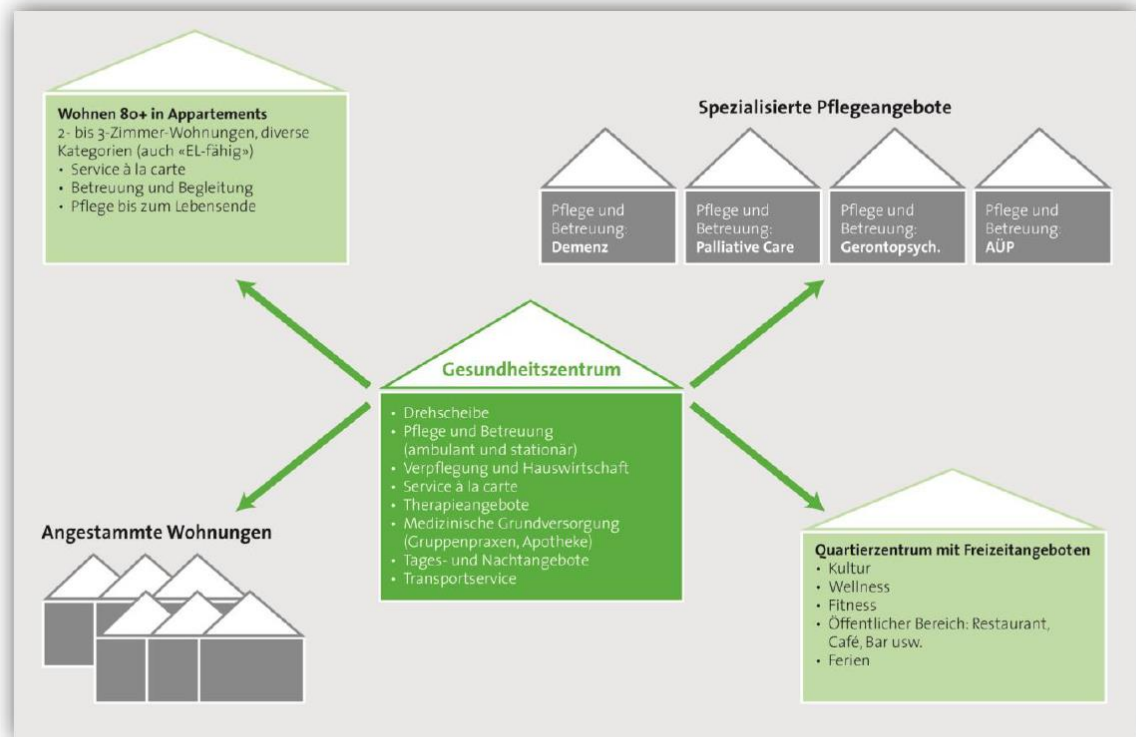 Wohnen 80+ in Appartements
2- bis 3-Zimmer-Wohnungen, diverse
Kategorien (auch «EL-fähig»)
• Service à la carte
• Betreuung und Begleitung
• Pflege bis zum Lebensende
Spezialisierte Pflegeangebote
Pflege und
Betreuung:
Demenz
Pflege und
Betreuung:
Palliative Care
Pflege und
Betreuung:
Gerontopsych.
Pflege und
Betreuung:
AÜP
Gesundheitszentrum
• Drehscheibe
• Pflege und Betreuung
(ambulant und stationär)
• Verpflegung und Hauswirtschaft
• Service à la carte
• Therapieangebote
• Medizinische Grundversorgung
(Gruppenpraxen, Apotheke)
• Tages- und Nachtangebote
• Transportservice
Angestammte Wohnungen
Quartierzentrum mit Freizeitangeboten
• Kultur
• Wellness
• Fitness
• Öffentlicher Bereich: Restaurant,
Café, Bar usw.
• Ferien